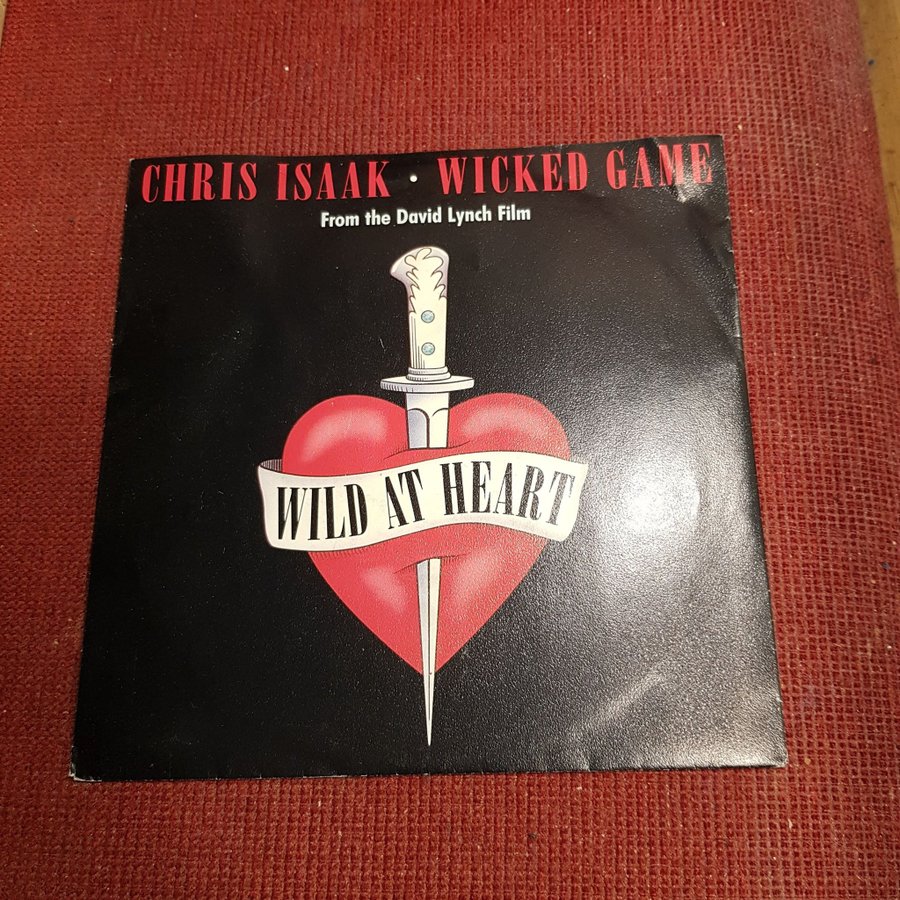 CHRIS ISAAK • WICKED GAME
From the David Lynch Film
WILD AT HEART